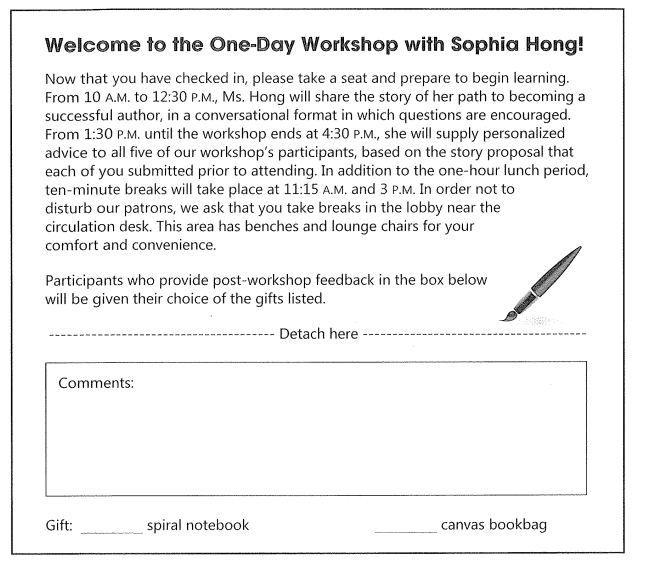 Welcome to the One-Day Workshop with Sophia Hong!
Now that you have checked in, please take a seat and prepare to begin learning.
From 10 A.M. to 12:30 P.M., Ms. Hong will share the story of her path to becoming a
successful author, in a conversational format in which questions are encouraged.
From 1:30 P.M. until the workshop ends at 4:30 P.M., she will supply personalized
advice to all five of our workshop's participants, based on the story proposal that
each of you submitted prior to attending. In addition to the one-hour lunch period,
ten-minute breaks will take place at 11:15 A.M. and 3 P.M. In order not to
disturb our patrons, we ask that you take breaks in the lobby near the
circulation desk. This area has benches and lounge chairs for your
comfort and convenience.
Participants who provide post-workshop feedback in the box below
will be given their choice of the gifts listed.
Detach here
Comments:
Gift: ________ spiral notebook ________ canvas bookbag